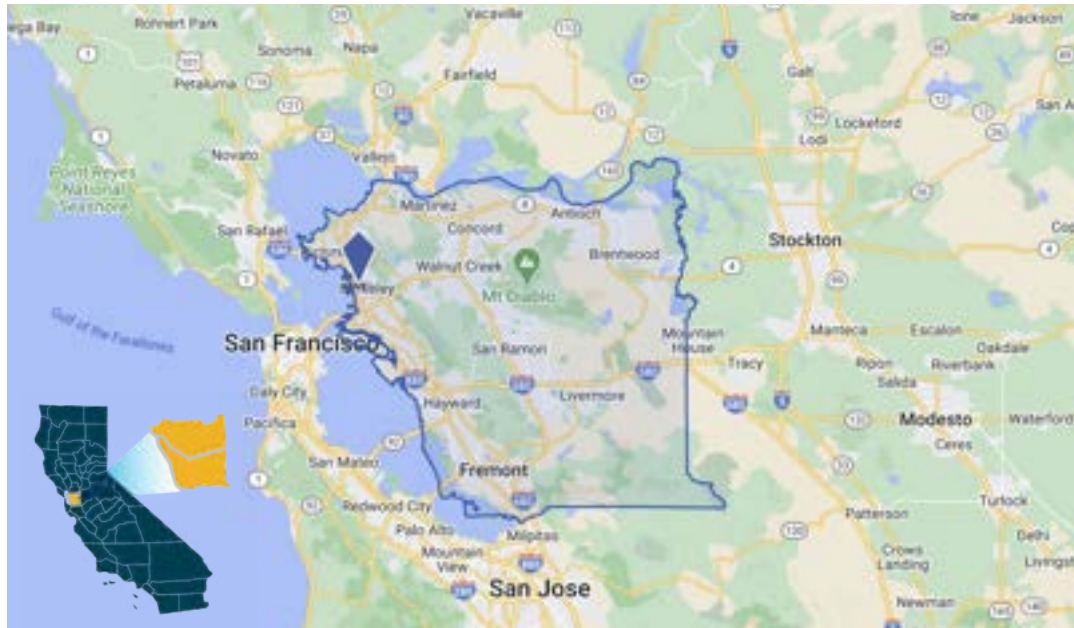 Rohnert Park
Vacaville
Ione
Jackson
Sonoma
Napa
Petaluma
Fairfield
Galt
Lockeford
Lodi
Novato
Vallejo
Point Reyes
National
Seashore
San Rafael
Martinez
Antioch
Concord
Stockton
Walnut Creek
Brentwood
Mt Diablo
Gulf of the Farallones
San Francisco
San Ramon
Mountain
House
Manteca
Escalon
Oakdale
Tracy
Ripon
Riverbank
Salida
Daly City
Hayward
Livermore
Pacifica
Modesto
Waterford
Ceres
San Mateo
Fremont
Redwood City
Turlock
Palo Alto
Milpitas
Patterson
Delhi
Mountain
View
Crows
Landing
San Jose
Newman